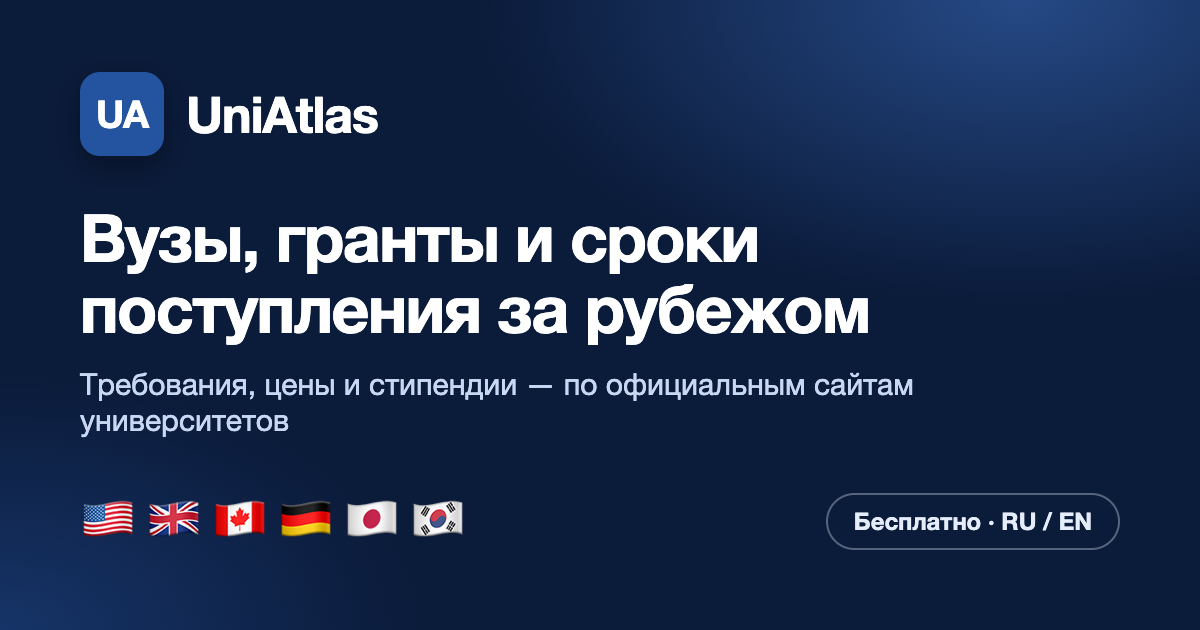 UA
UniAtlas
Вузы, гранты и сроки
поступления за рубежом
Требования, цены и стипендии — по официальным сайтам
университетов
Бесплатно · RU / EN